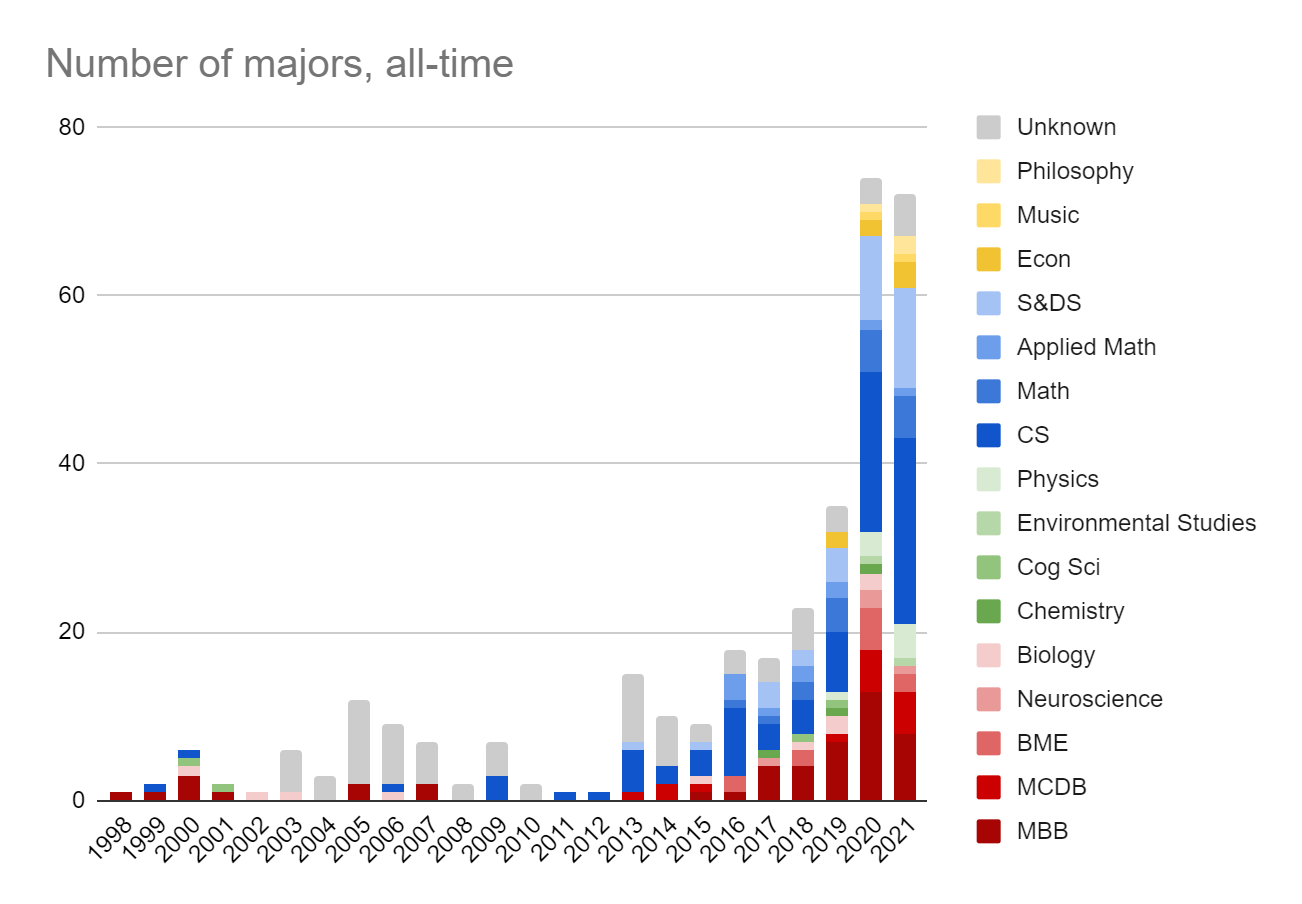 Number of majors, all-time
80
60
40
20
0
1998
1999
2000
2001
2002
2003
2004
2005
2006
2007
2008
2009
2010
2011
2012
2013
2014
2015
2016
2017
2018
2019
2020
2021
Unknown
Philosophy
Music
Econ
S&DS
Applied Math
Math
CS
Physics
Environmental Studies
Cog Sci
Chemistry
Biology
Neuroscience
BME
MCDB
MBB